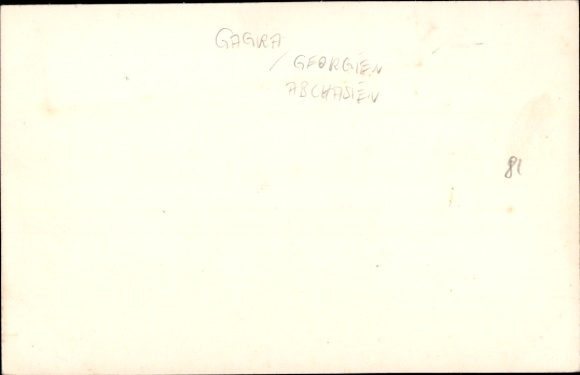 GAGRA
/ GEORGIEN
ABCHASIEN
81